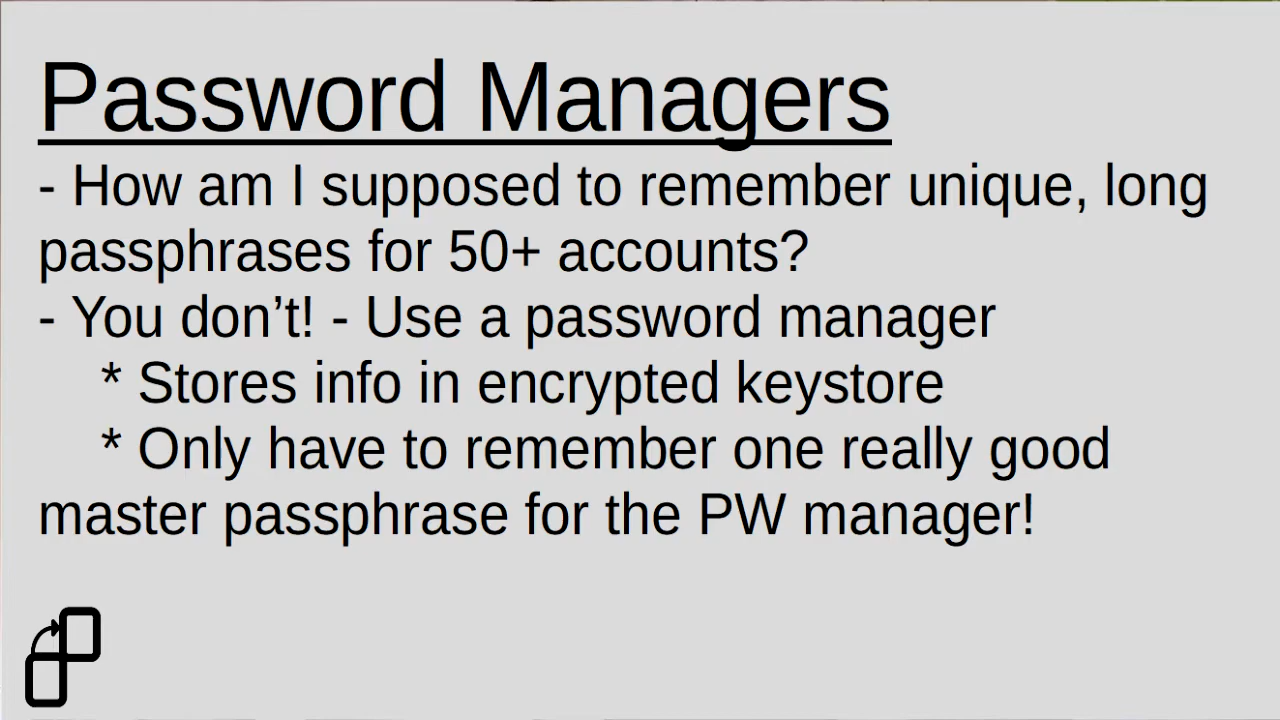 Password Managers
- How am I supposed to remember unique, long
passphrases for 50+ accounts?
- You don’t! - Use a password manager
* Stores info in encrypted keystore
* Only have to remember one really good
master passphrase for the PW manager!